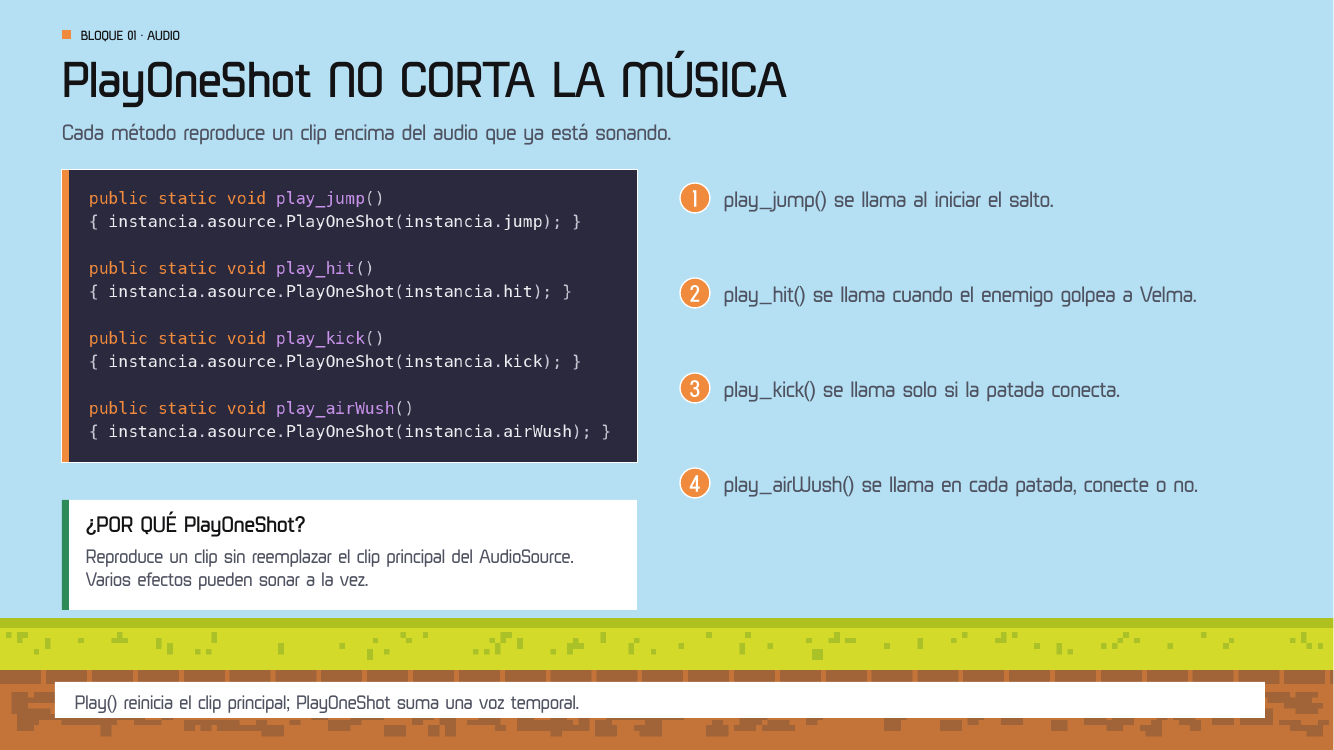 BLOQUE 01 · AUDIO
PlayOneShot NO CORTA LA MÚSICA
Cada método reproduce un clip encima del audio que ya está sonando.
public static void play_jump()
{ instancia.asource.PlayOneShot(instancia.jump); }
public static void play_hit()
{ instancia.asource.PlayOneShot(instancia.hit); }
public static void play_kick()
{ instancia.asource.PlayOneShot(instancia.kick); }
public static void play_airWush()
{ instancia.asource.PlayOneShot(instancia.airWush); }
¿POR QUÉ PlayOneShot?
Reproduce un clip sin reemplazar el clip principal del AudioSource.
Varios efectos pueden sonar a la vez.
1 play_jump() se llama al iniciar el salto.
2 play_hit() se llama cuando el enemigo golpea a Velma.
3 play_kick() se llama solo si la patada conecta.
4 play_airWush() se llama en cada patada, conecte o no.
Play() reinicia el clip principal; PlayOneShot suma una voz temporal.